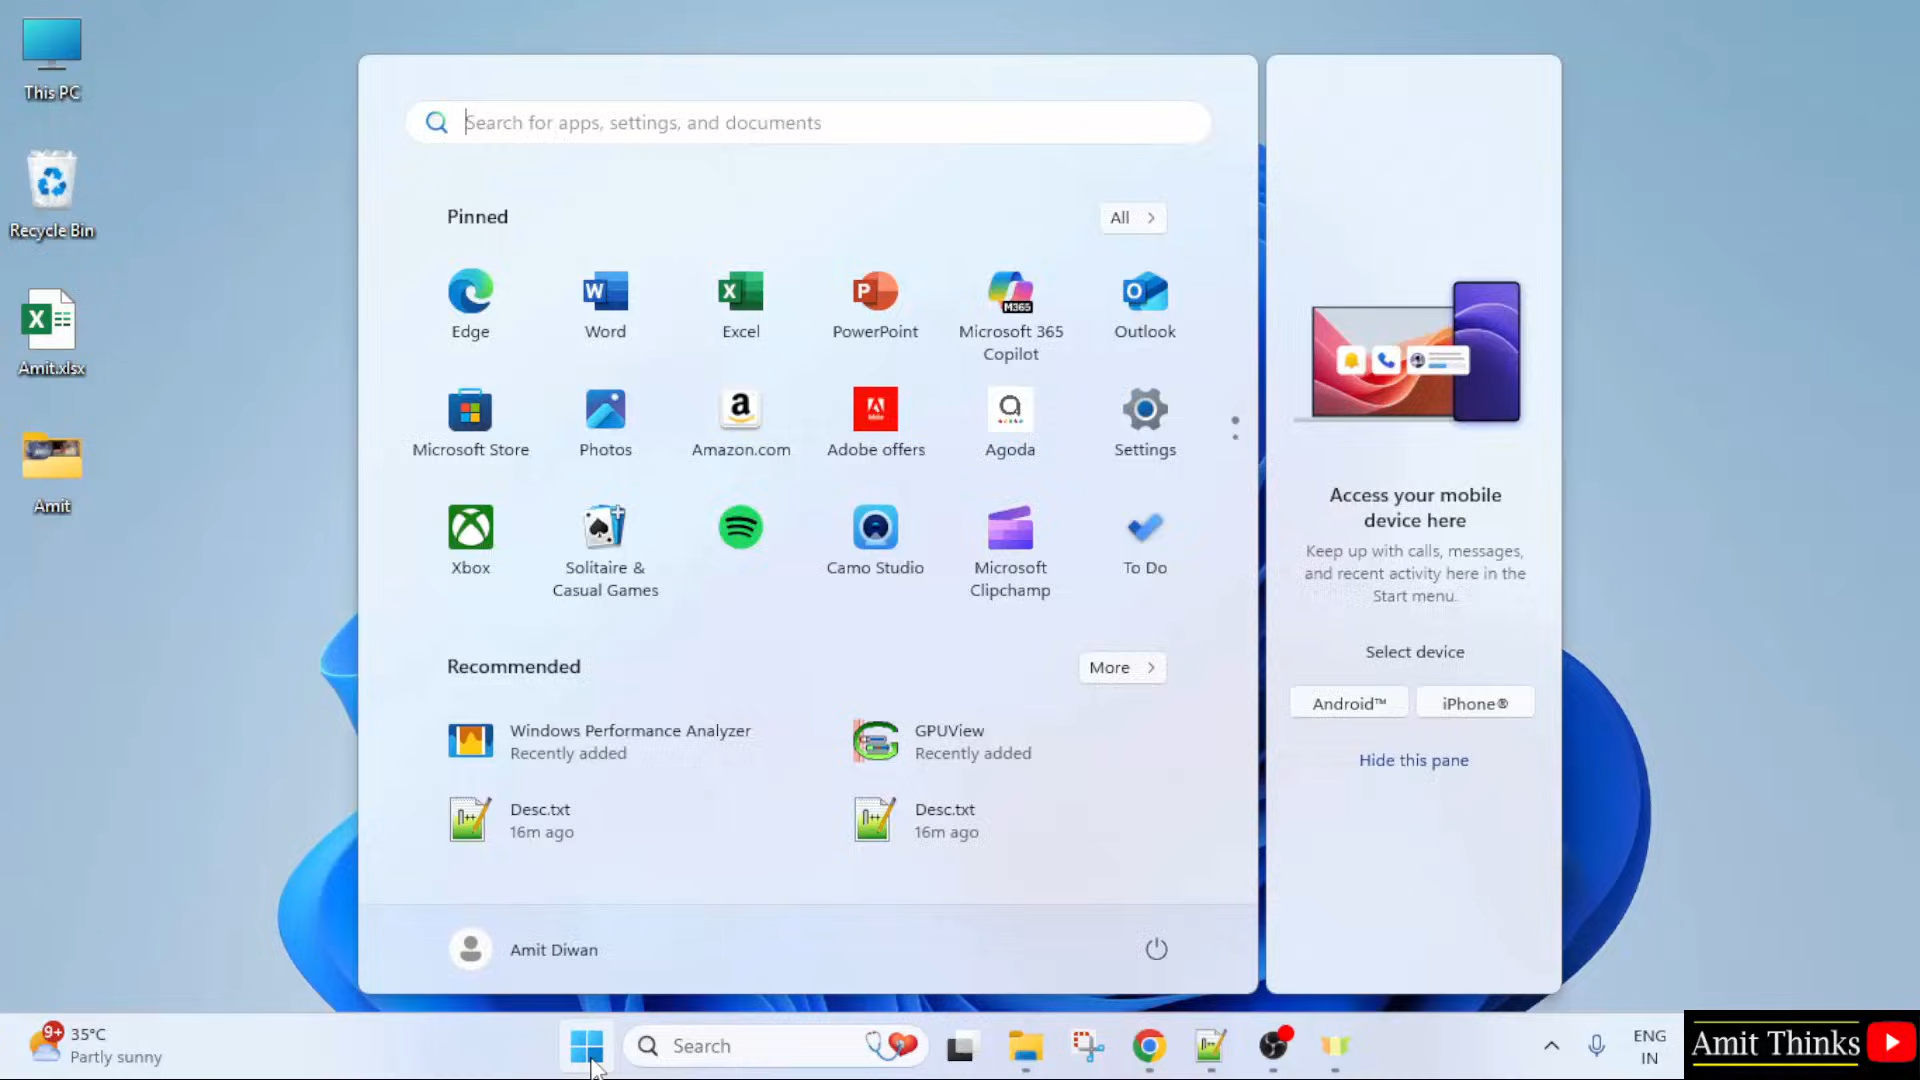 This PC
Recycle Bin
Amit.xlsx
Amit
Search for apps, settings, and documents
Pinned
All
Edge
Word
Excel
PowerPoint
M365
Microsoft 365
Copilot
Outlook
Microsoft Store
Photos
Amazon.com
Adobe offers
Agoda
Settings
Xbox
Solitaire &
Casual Games
Camo Studio
Microsoft
Clipchamp
To Do
Recommended
More
Windows Performance Analyzer
Recently added
GPUView
Recently added
Desc.txt
16m ago
Desc.txt
16m ago
Amit Diwan
Access your mobile
device here
Keep up with calls, messages,
and recent activity here in the
Start menu.
Select device
Android™
iPhone®
Hide this pane
9+
35°C
Partly sunny
Search
ENG
IN
Amit Thinks